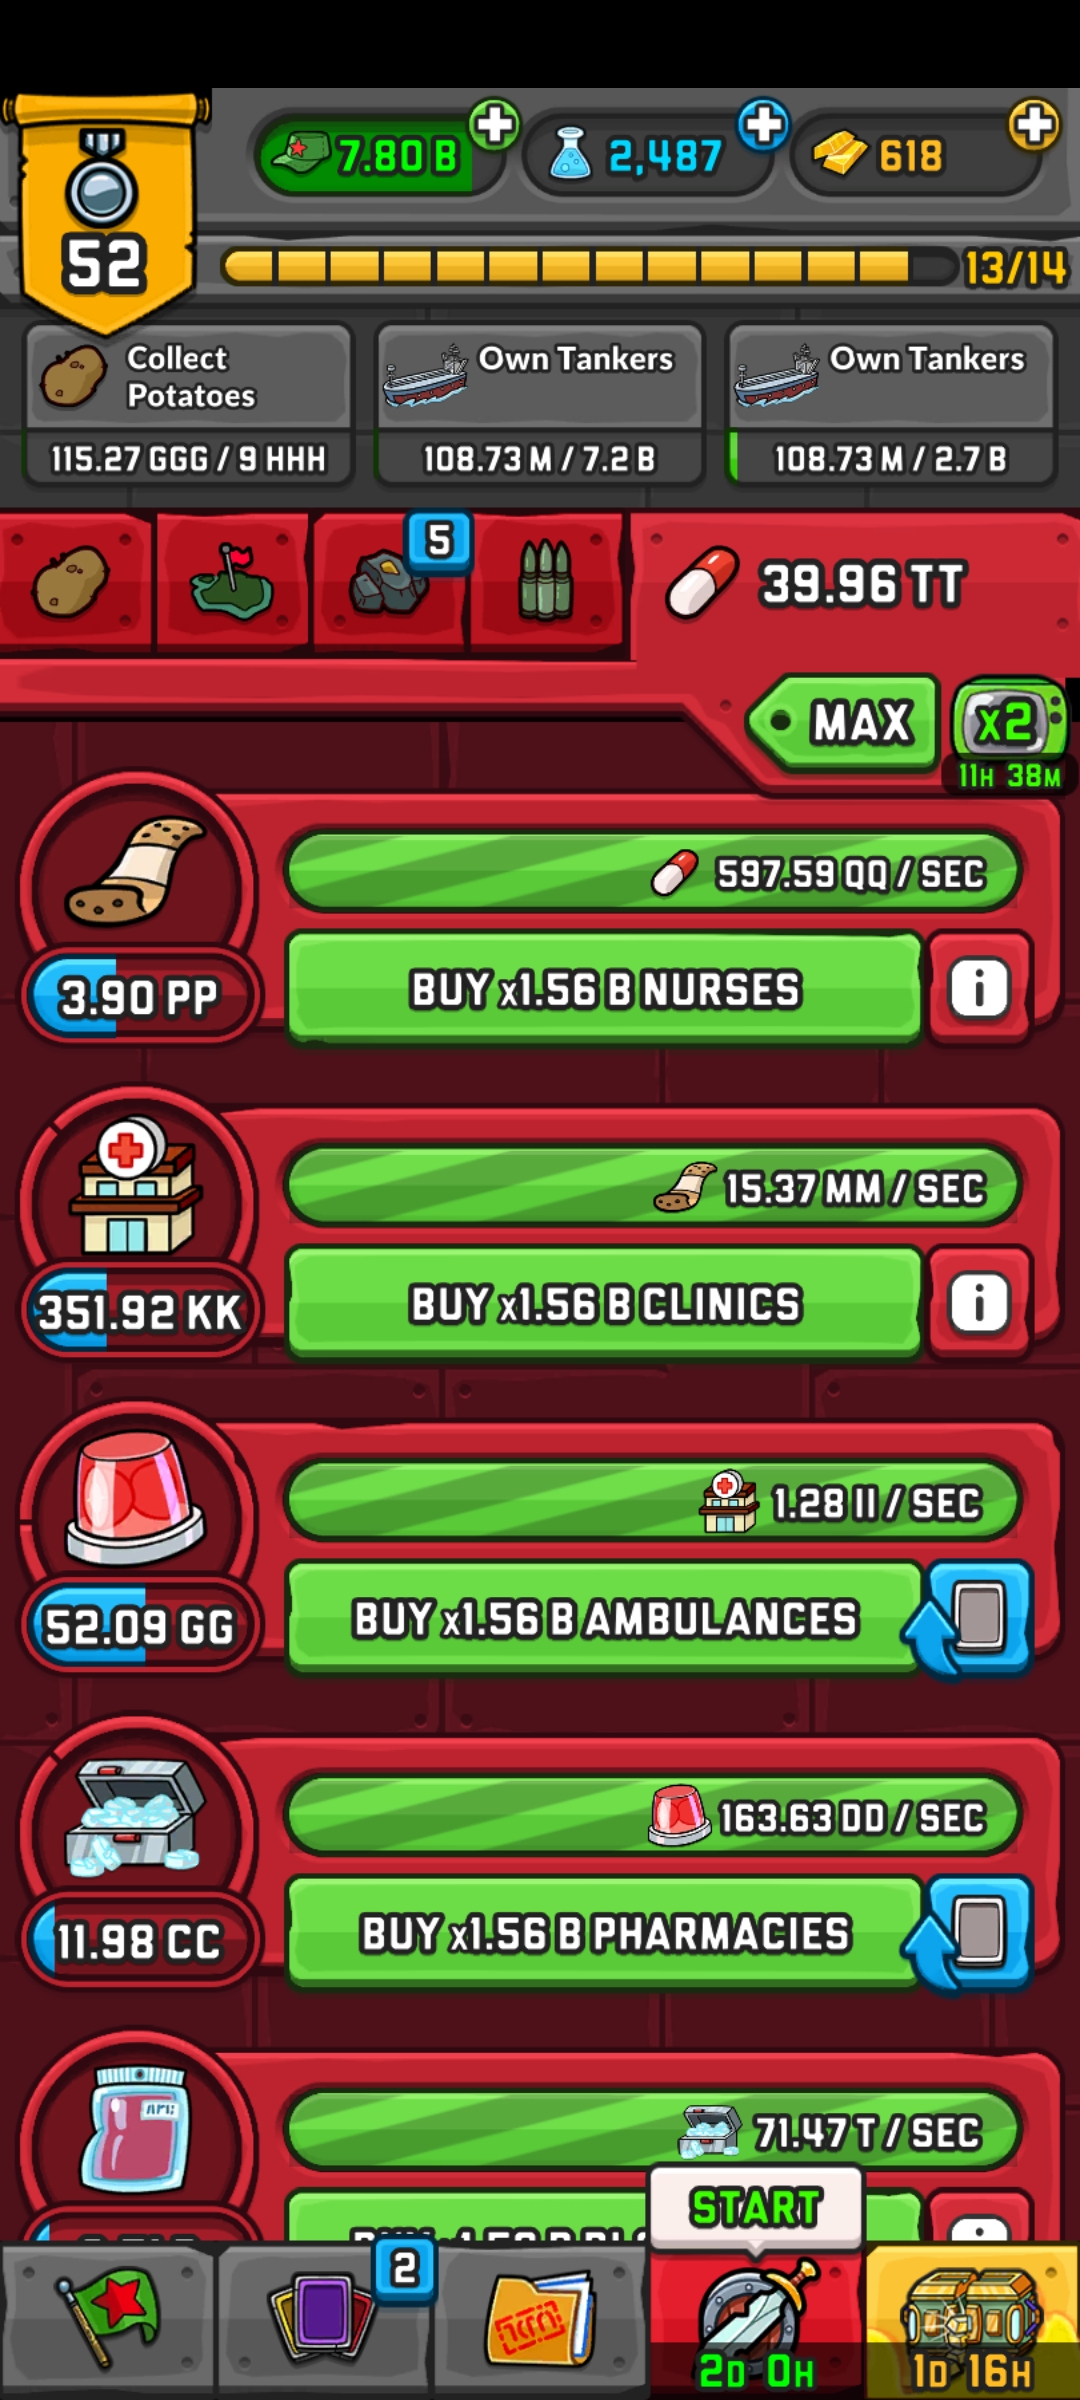 7.80 B
2,487
618
52
13/14
Collect
Potatoes
115.27 GGG / 9 HHH
Own Tankers
108.73 M / 7.2 B
Own Tankers
108.73 M / 2.7 B
5
39.96 TT
MAX
x2
11H 38M
597.59 QQ / SEC
3.90 PP
BUY x1.56 B NURSES
i
15.37 MM / SEC
351.92 KK
BUY x1.56 B CLINICS
i
1.28 II / SEC
52.09 GG
BUY x1.56 B AMBULANCES
163.63 DD / SEC
11.98 CC
BUY x1.56 B PHARMACIES
71.47 T / SEC
START
2
2D 0H
1D 16H